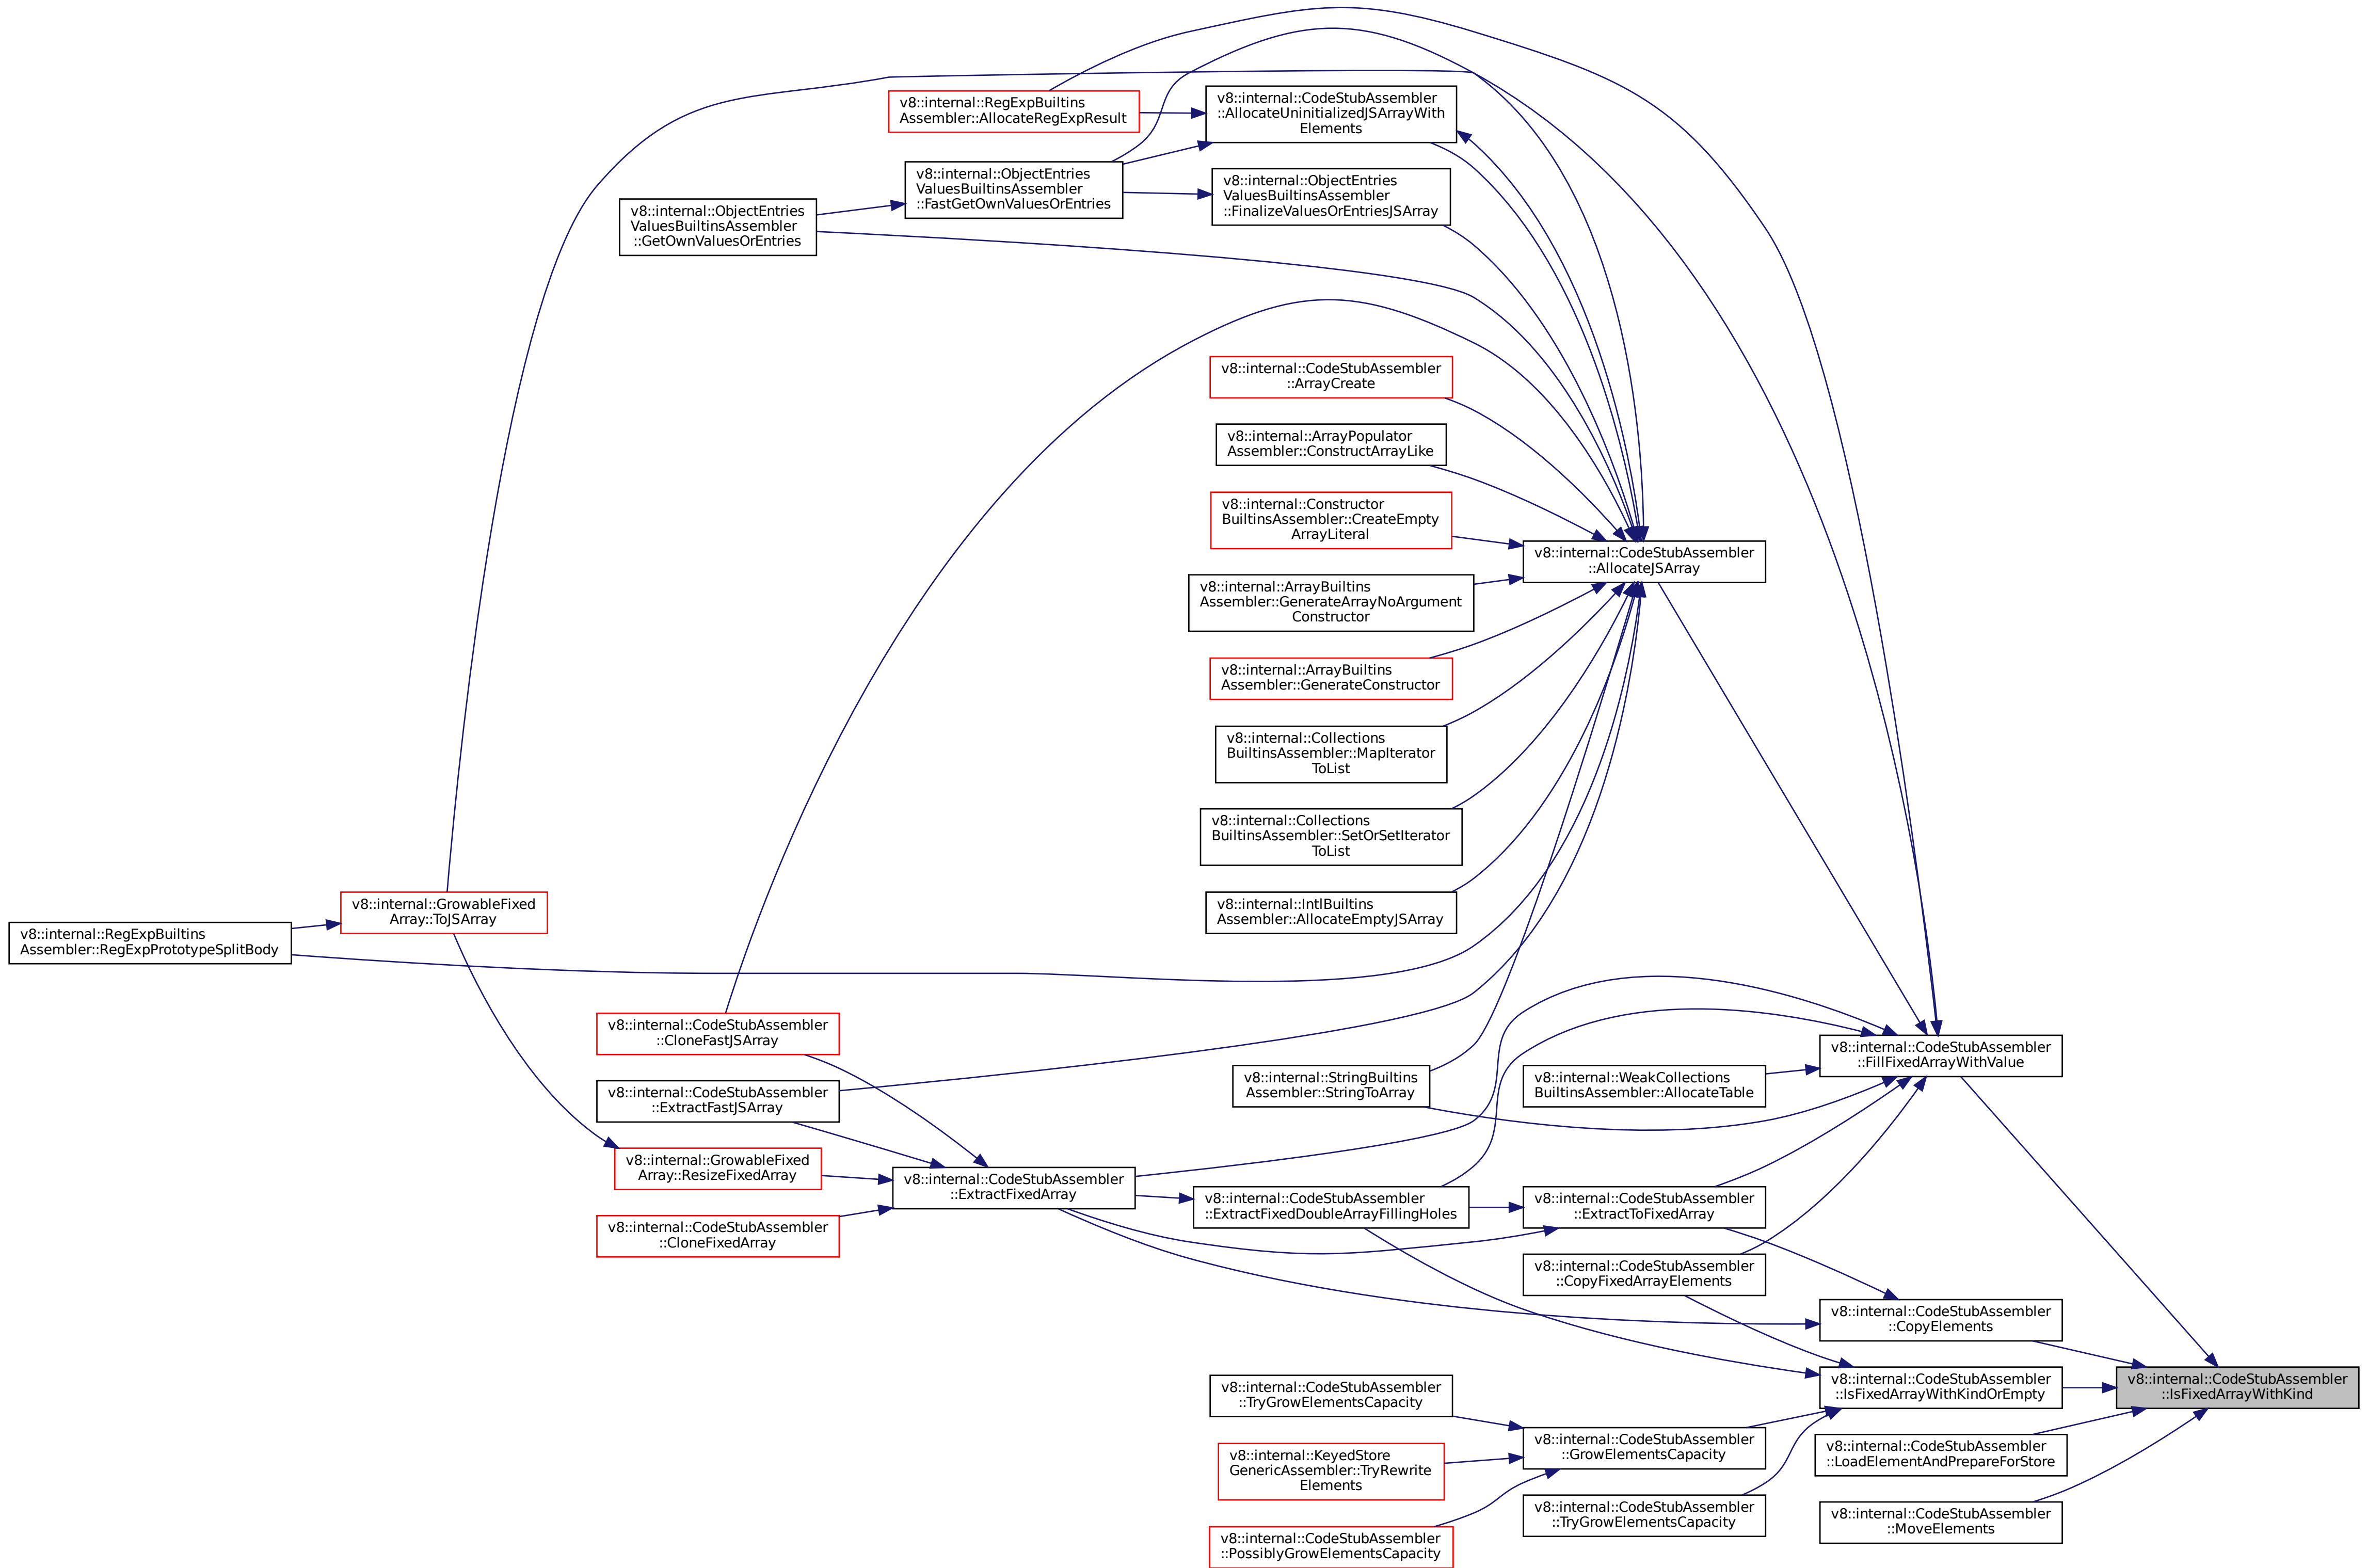 v8::internal::RegExpBuiltins
Assembler::AllocateRegExpResult
v8::internal::CodeStubAssembler
::AllocateUninitializedJSArrayWith
Elements
v8::internal::ObjectEntries
ValuesBuiltinsAssembler
::FastGetOwnValuesOrEntries
v8::internal::ObjectEntries
ValuesBuiltinsAssembler
::FinalizeValuesOrEntriesJSArray
v8::internal::ObjectEntries
ValuesBuiltinsAssembler
::GetOwnValuesOrEntries
v8::internal::CodeStubAssembler
::ArrayCreate
v8::internal::ArrayPopulator
Assembler::ConstructArrayLike
v8::internal::Constructor
BuiltinsAssembler::CreateEmpty
ArrayLiteral
v8::internal::CodeStubAssembler
::AllocateJSArray
v8::internal::ArrayBuiltins
Assembler::GenerateArrayNoArgument
Constructor
v8::internal::ArrayBuiltins
Assembler::GenerateConstructor
v8::internal::Collections
BuiltinsAssembler::MapIterator
ToList
v8::internal::Collections
BuiltinsAssembler::SetOrSetIterator
ToList
v8::internal::IntlBuiltins
Assembler::AllocateEmptyJSArray
v8::internal::GrowableFixed
Array::ToJSArray
v8::internal::RegExpBuiltins
Assembler::RegExpPrototypeSplitBody
v8::internal::CodeStubAssembler
::CloneFastJSArray
v8::internal::CodeStubAssembler
::FillFixedArrayWithValue
v8::internal::StringBuiltins
Assembler::StringToArray
v8::internal::WeakCollections
BuiltinsAssembler::AllocateTable
v8::internal::CodeStubAssembler
::ExtractFastJSArray
v8::internal::GrowableFixed
Array::ResizeFixedArray
v8::internal::CodeStubAssembler
::ExtractFixedArray
v8::internal::CodeStubAssembler
::ExtractFixedDoubleArrayFillingHoles
v8::internal::CodeStubAssembler
::ExtractToFixedArray
v8::internal::CodeStubAssembler
::CloneFixedArray
v8::internal::CodeStubAssembler
::CopyFixedArrayElements
v8::internal::CodeStubAssembler
::CopyElements
v8::internal::CodeStubAssembler
::IsFixedArrayWithKindOrEmpty
v8::internal::CodeStubAssembler
::IsFixedArrayWithKind
v8::internal::CodeStubAssembler
::TryGrowElementsCapacity
v8::internal::CodeStubAssembler
::GrowElementsCapacity
v8::internal::CodeStubAssembler
::LoadElementAndPrepareForStore
v8::internal::KeyedStore
GenericAssembler::TryRewrite
Elements
v8::internal::CodeStubAssembler
::TryGrowElementsCapacity
v8::internal::CodeStubAssembler
::MoveElements
v8::internal::CodeStubAssembler
::PossiblyGrowElementsCapacity